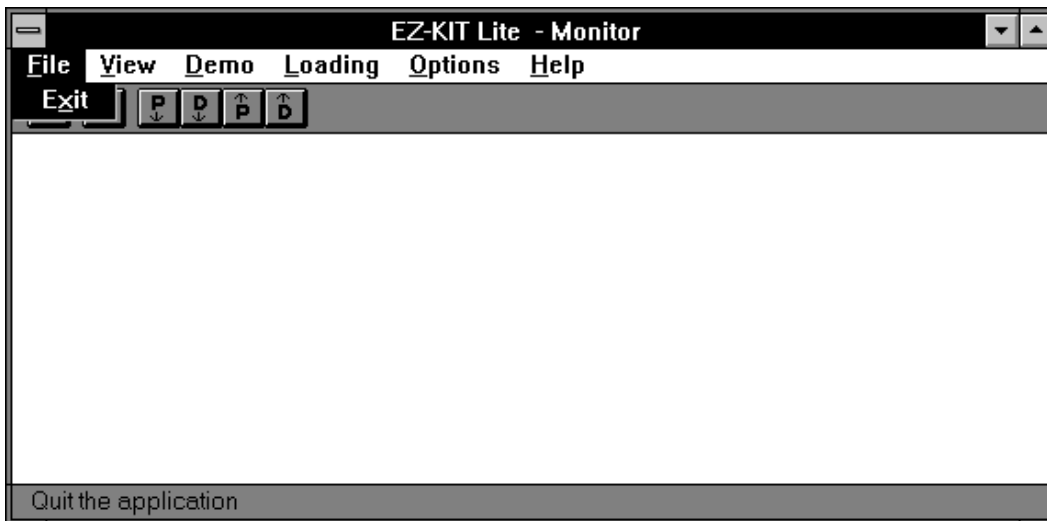 EZ-KIT Lite - Monitor
File View Demo Loading Options Help
Exit
P D P D
Quit the application